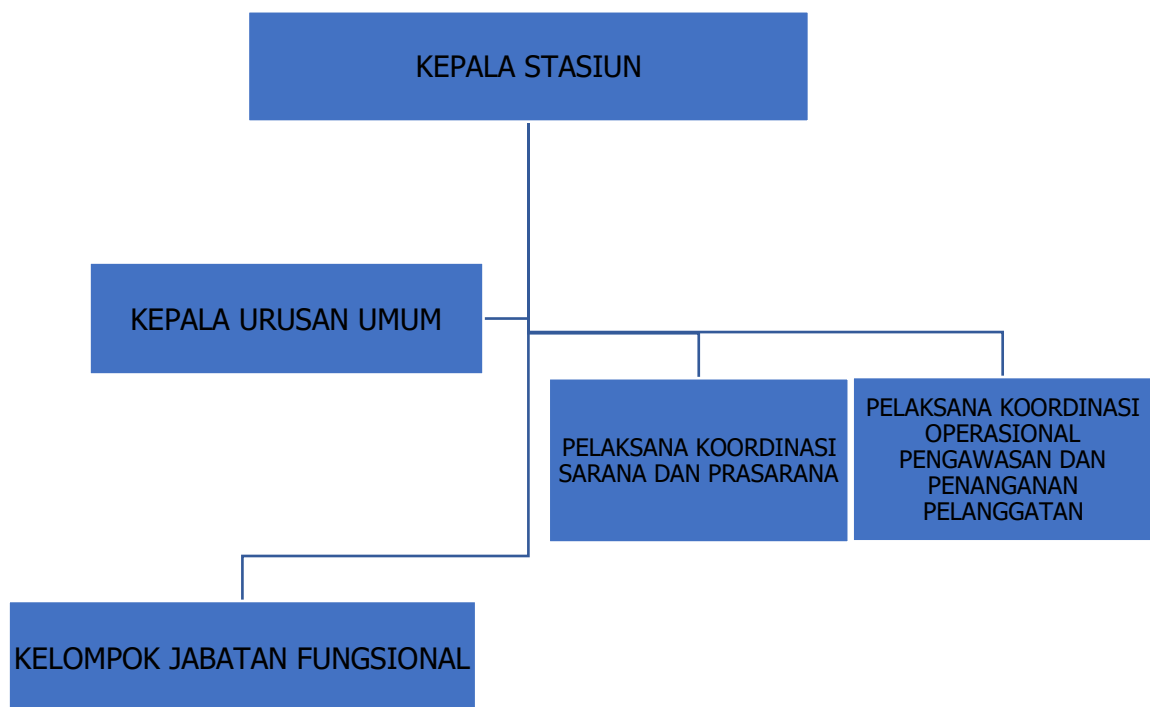 KEPALA STASIUN
KEPALA URUSAN UMUM
PELAKSANA KOORDINASI
SARANA DAN PRASARANA
PELAKSANA KOORDINASI
OPERASIONAL
PENGAWASAN DAN
PENANGANAN
PELANGGATAN
KELOMPOK JABATAN FUNGSIONAL